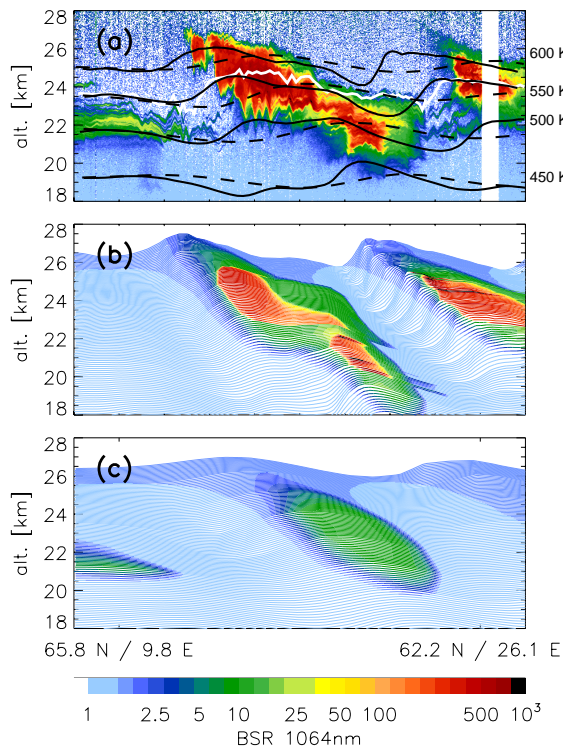 28
(a)
26
600 K
24
550 K
22
500 K
20
450 K
18
alt. [km]
28
(b)
26
24
22
20
18
alt. [km]
28
(c)
26
24
22
20
18
alt. [km]
65.8 N / 9.8 E 62.2 N / 26.1 E
1 2.5 5 10 25 50 100 500 10³
BSR 1064nm